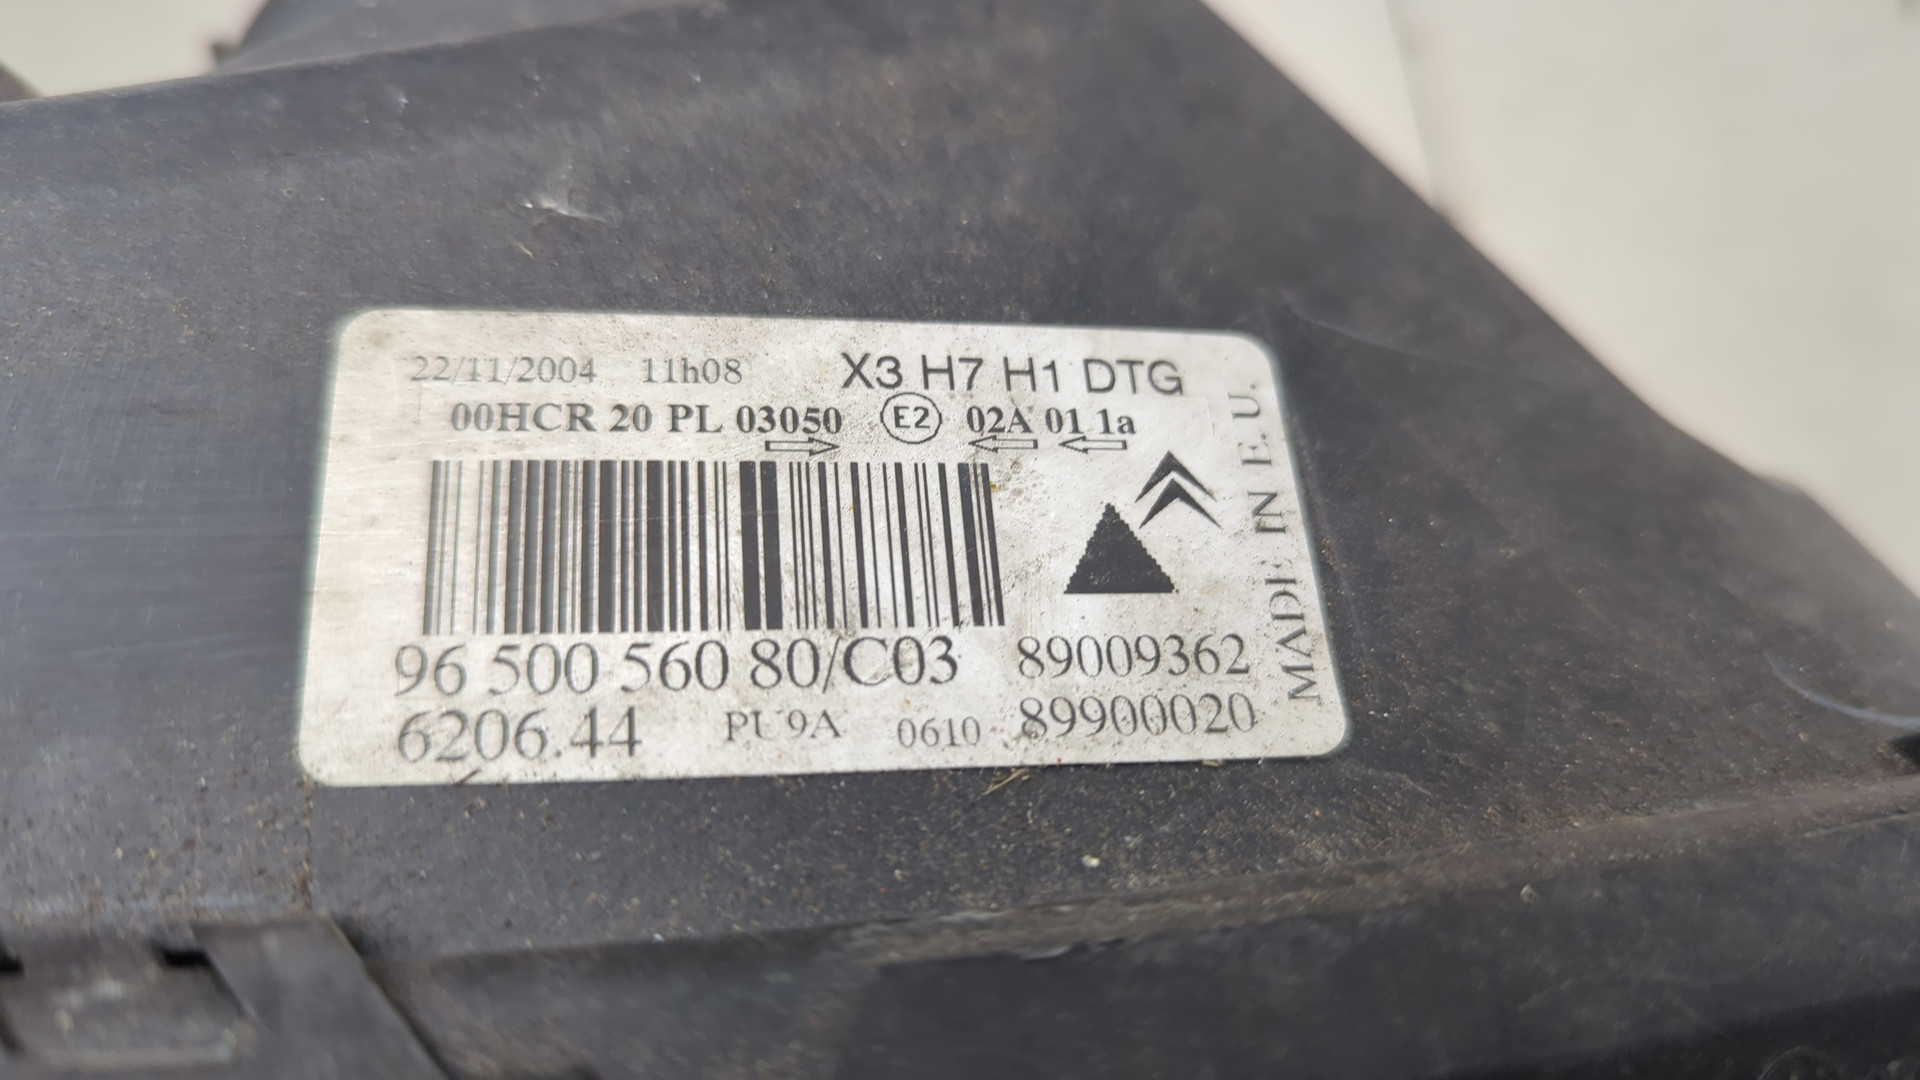 22/11/2004 11h08 X3 H7 H1 DTG
00HCR 20 PL 03050 E2 02A 01 1a
96 500 560 80/C03 89009362
6206.44 PU9A 0610 89900020
MADE IN E.U.